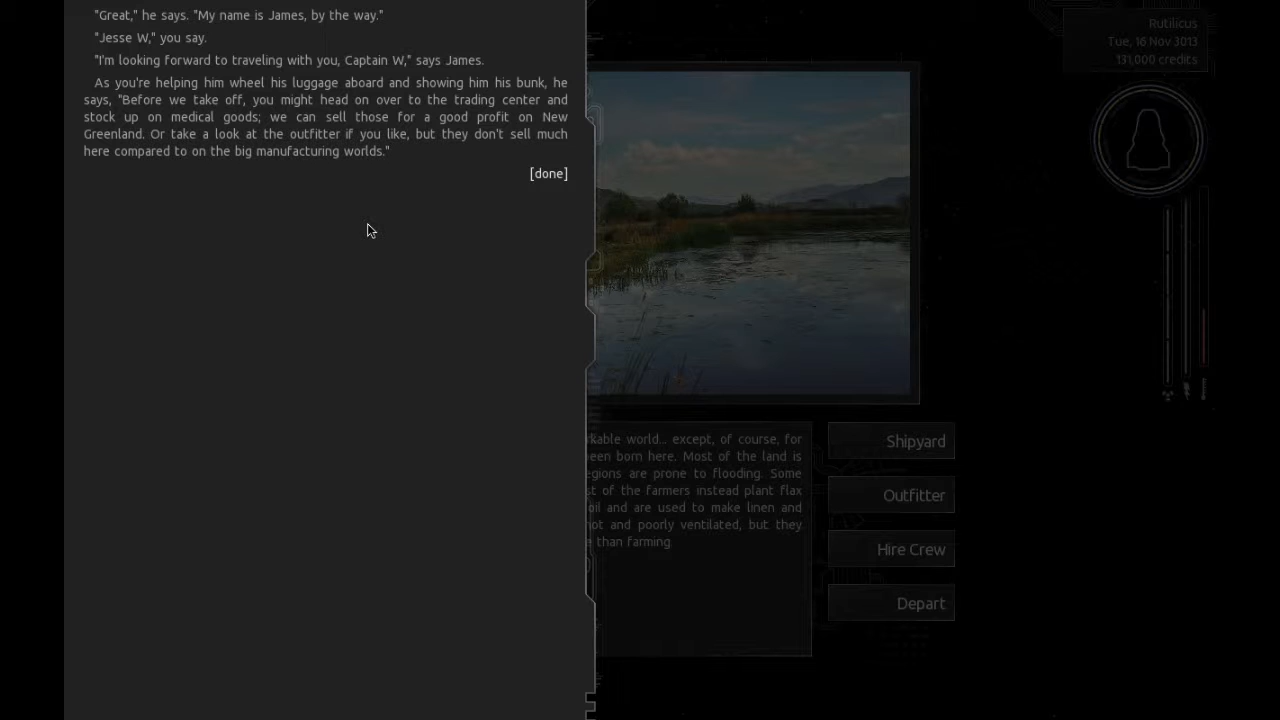 "Great," he says. "My name is James, by the way."
"Jesse W," you say.
"I'm looking forward to traveling with you, Captain W," says James.
As you're helping him wheel his luggage aboard and showing him his bunk, he
says, "Before we take off, you might head on over to the trading center and
stock up on medical goods; we can sell those for a good profit on New
Greenland. Or take a look at the outfitter if you like, but they don't sell much
here compared to on the big manufacturing worlds."
[done]
Rutilicus
Tue, 16 Nov 3013
131,000 credits
world... except, of course, for
been born here. Most of the land is
regions are prone to flooding. Some
of the farmers instead plant flax
oil and are used to make linen and
hot and poorly ventilated, but they
than farming.
Shipyard
Outfitter
Hire Crew
Depart